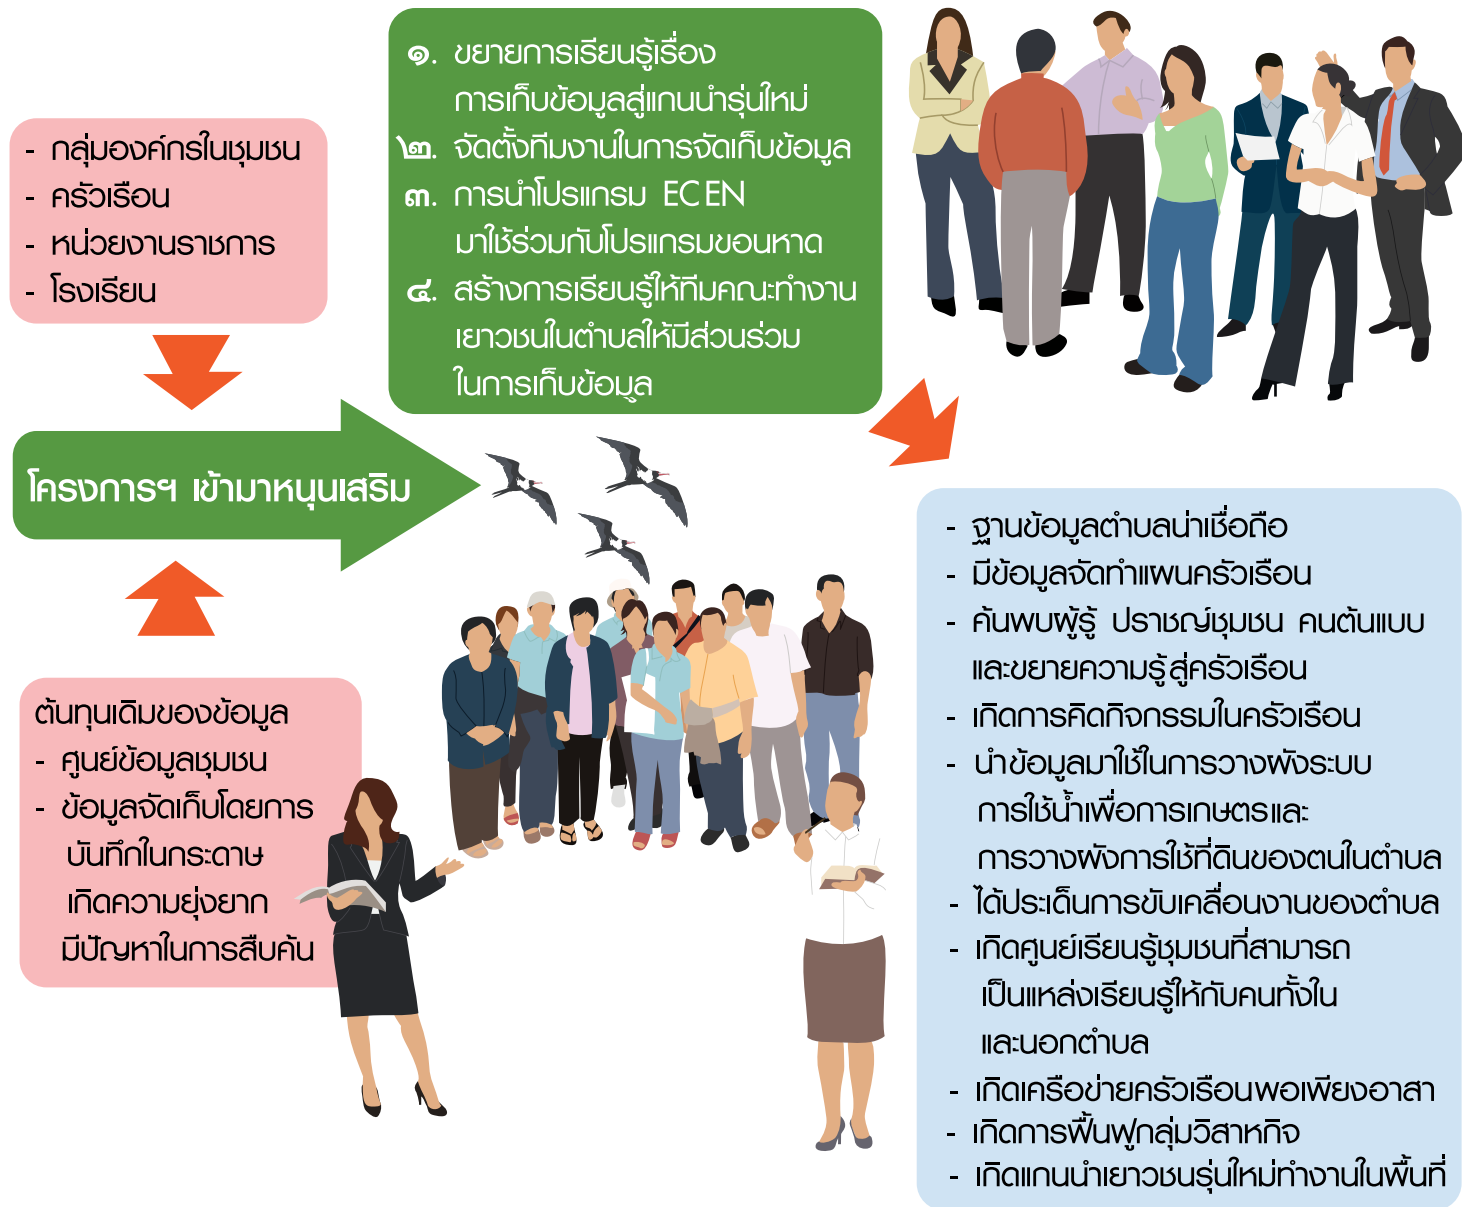 - กลุ่มองค์กรในชุมชน
- ครัวเรือน
- หน่วยงานราชการ
- โรงเรียน
โครงการฯ เข้ามาหนุนเสริม
ต้นทุนเดิมของข้อมูล
- ศูนย์ข้อมูลชุมชน
- ข้อมูลจัดเก็บโดยการ
บันทึกในกระดาษ
เกิดความยุ่งยาก
มีปัญหาในการสืบค้น
๑. ขยายการเรียนรู้เรื่อง
การเก็บข้อมูลสู่แกนนำรุ่นใหม่
๒. จัดตั้งทีมงานในการจัดเก็บข้อมูล
๓. การนำโปรแกรม ECEN
มาใช้ร่วมกับโปรแกรมขอนหาด
๔. สร้างการเรียนรู้ให้ทีมคณะทำงาน
เยาวชนในตำบลให้มีส่วนร่วม
ในการเก็บข้อมูล
- ฐานข้อมูลตำบลน่าเชื่อถือ
- มีข้อมูลจัดทำแผนครัวเรือน
- ค้นพบผู้รู้ ปราชญ์ชุมชน คนต้นแบบ
และขยายความรู้สู่ครัวเรือน
- เกิดการคิดกิจกรรมในครัวเรือน
- นำข้อมูลมาใช้ในการวางผังระบบ
การใช้น้ำเพื่อการเกษตรและ
การวางผังการใช้ที่ดินของตนในตำบล
- ได้ประเด็นการขับเคลื่อนงานของตำบล
- เกิดศูนย์เรียนรู้ชุมชนที่สามารถ
เป็นแหล่งเรียนรู้ให้กับคนทั้งใน
และนอกตำบล
- เกิดเครือข่ายครัวเรือนพอเพียงอาสา
- เกิดการฟื้นฟูกลุ่มวิสาหกิจ
- เกิดแกนนำเยาวชนรุ่นใหม่ทำงานในพื้นที่